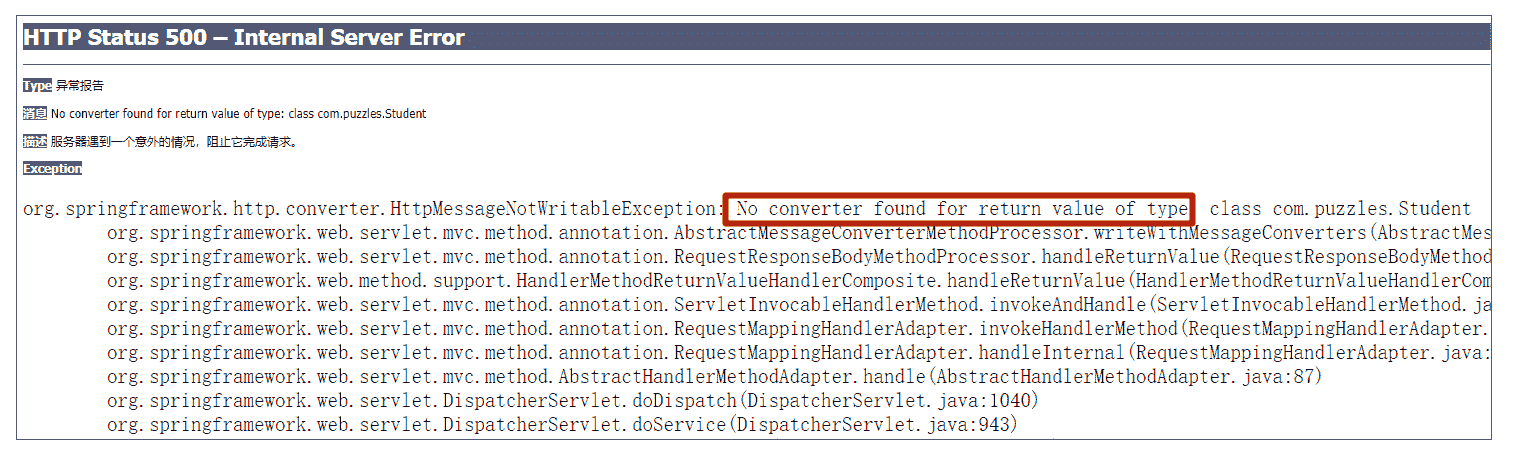 HTTP Status 500 – Internal Server Error
Type 异常报告
消息 No converter found for return value of type: class com.puzzles.Student
描述 服务器遇到一个意外的情况，阻止它完成请求。
Exception
org.springframework.http.converter.HttpMessageNotWritableException: No converter found for return value of type class com.puzzles.Student
org.springframework.web.servlet.mvc.method.annotation.AbstractMessageConverterMethodProcessor.writeWithMessageConverters(AbstractMes
org.springframework.web.servlet.mvc.method.annotation.RequestResponseBodyMethodProcessor.handleReturnValue(RequestResponseBodyMethod
org.springframework.web.method.support.HandlerMethodReturnValueHandlerComposite.handleReturnValue(HandlerMethodReturnValueHandlerCom
org.springframework.web.servlet.mvc.method.annotation.ServletInvocableHandlerMethod.invokeAndHandle(ServletInvocableHandlerMethod.ja
org.springframework.web.servlet.mvc.method.annotation.RequestMappingHandlerAdapter.invokeHandlerMethod(RequestMappingHandlerAdapter.
org.springframework.web.servlet.mvc.method.annotation.RequestMappingHandlerAdapter.handleInternal(RequestMappingHandlerAdapter.java:
org.springframework.web.servlet.mvc.method.AbstractHandlerMethodAdapter.handle(AbstractHandlerMethodAdapter.java:87)
org.springframework.web.servlet.DispatcherServlet.doDispatch(DispatcherServlet.java:1040)
org.springframework.web.servlet.DispatcherServlet.doService(DispatcherServlet.java:943)